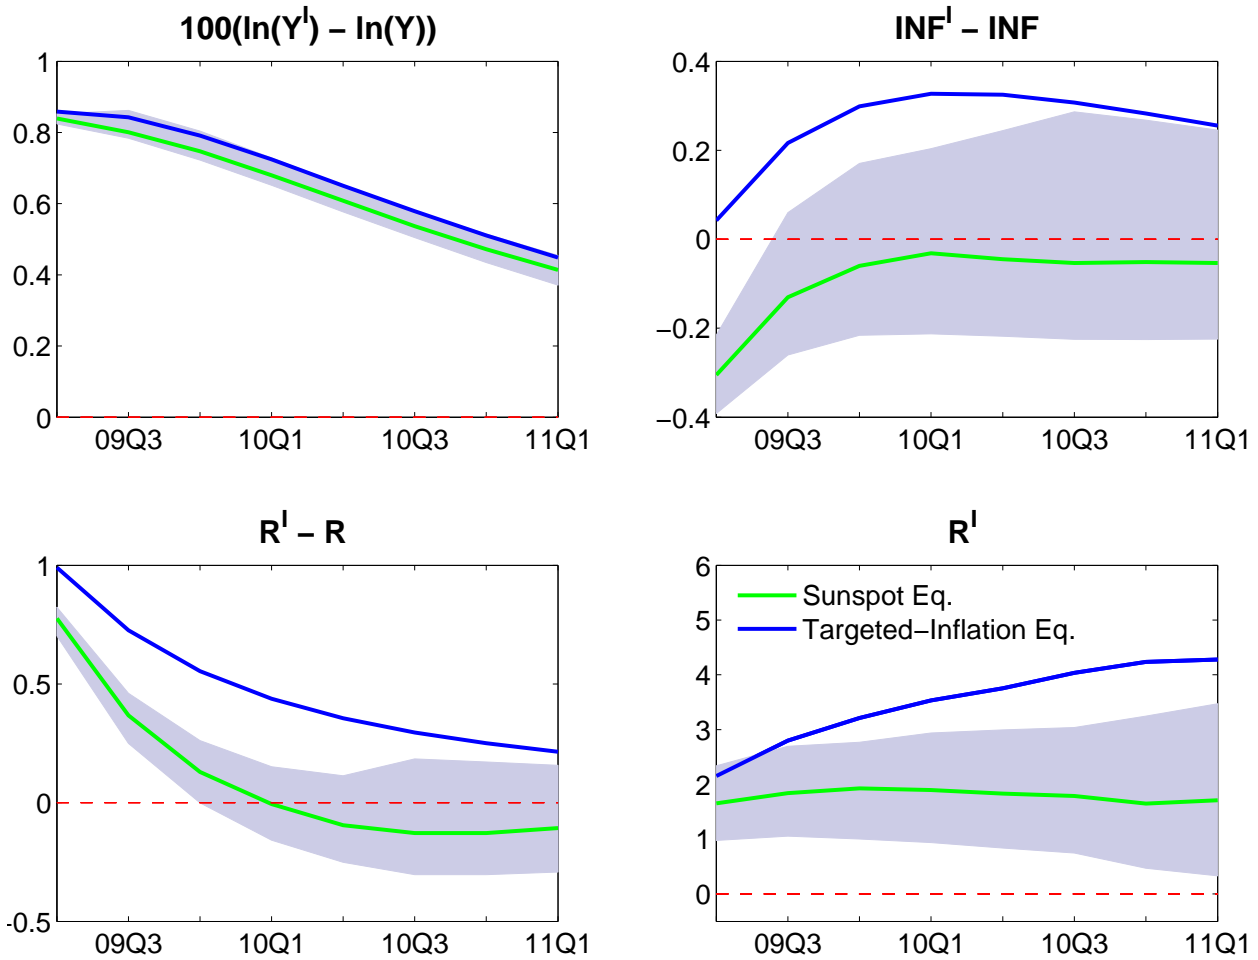 100(ln(Y^I) − ln(Y))
1
0.8
0.6
0.4
0.2
0
09Q3 10Q1 10Q3 11Q1
INF^I − INF
0.4
0.2
0
−0.2
−0.4
09Q3 10Q1 10Q3 11Q1
R^I − R
1
0.5
0
-0.5
09Q3 10Q1 10Q3 11Q1
R^I
6
5
4
3
2
1
0
Sunspot Eq.
Targeted−Inflation Eq.
09Q3 10Q1 10Q3 11Q1